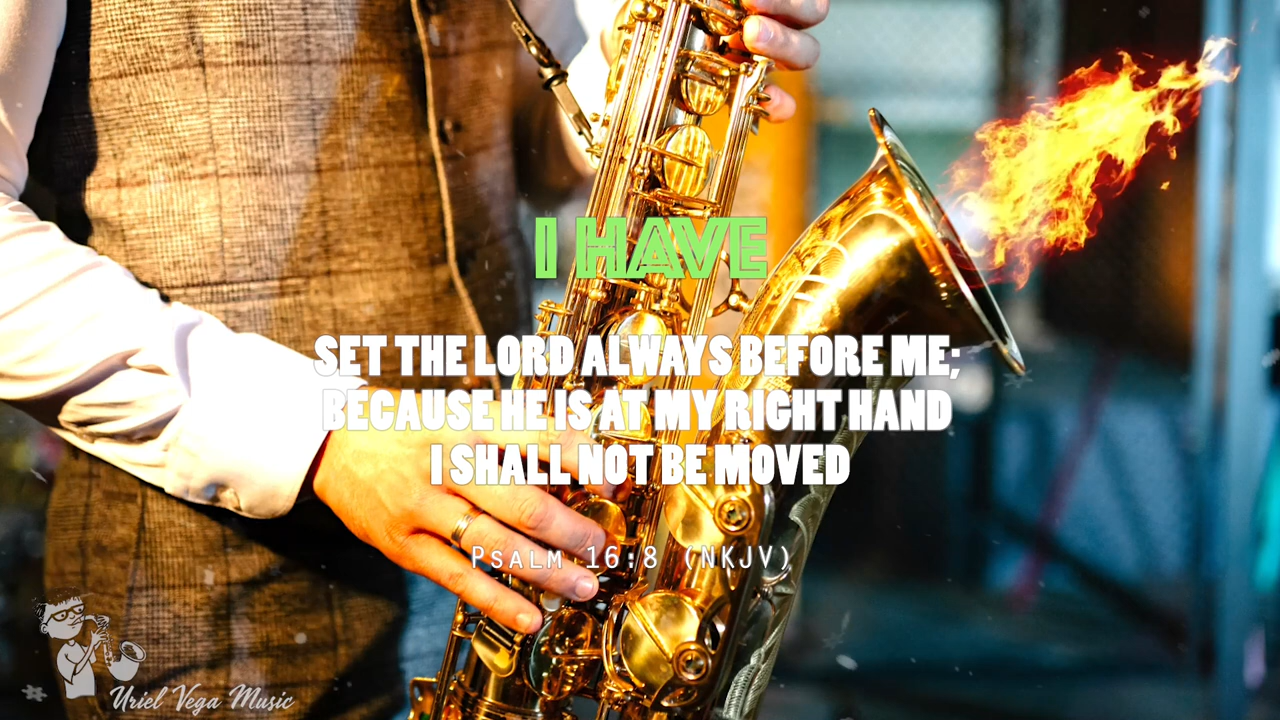 I HAVE
SET THE LORD ALWAYS BEFORE ME;
BECAUSE HE IS AT MY RIGHT HAND
I SHALL NOT BE MOVED
Psalm 16:8 (NKJV)
Uriel Vega Music